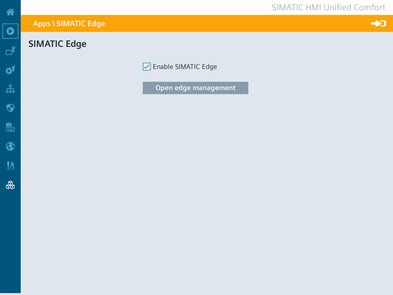 SIMATIC HMI Unified Comfort
Apps \ SIMATIC Edge
SIMATIC Edge
Enable SIMATIC Edge
Open edge management